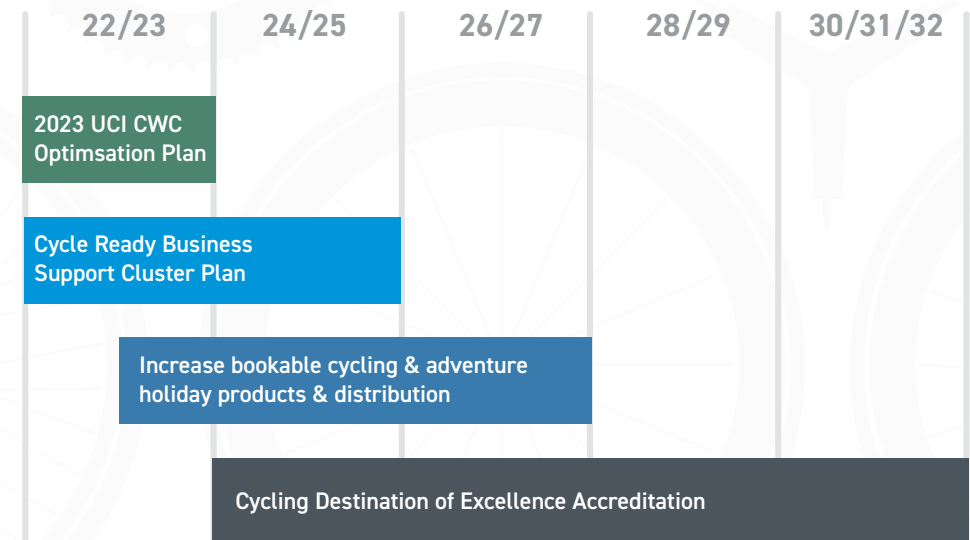 22/23 24/25 26/27 28/29 30/31/32
2023 UCI CWC
Optimsation Plan
Cycle Ready Business
Support Cluster Plan
Increase bookable cycling & adventure
holiday products & distribution
Cycling Destination of Excellence Accreditation